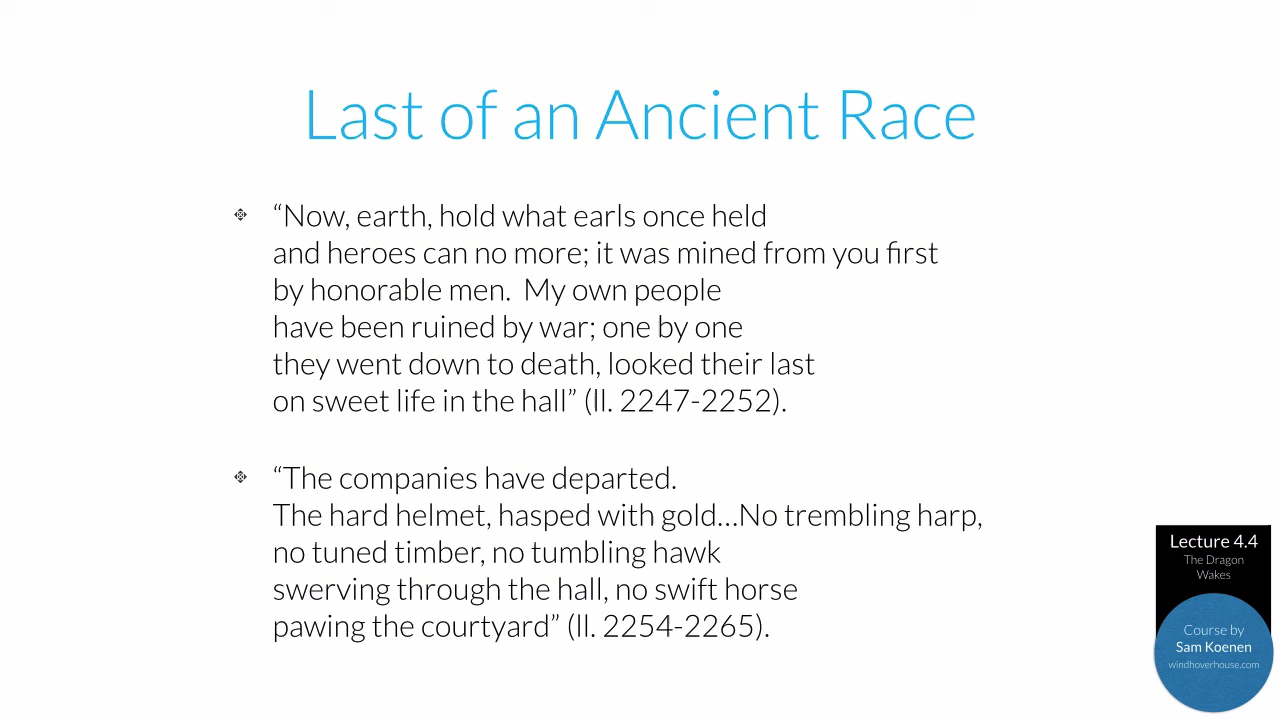 Last of an Ancient Race
“Now, earth, hold what earls once held
and heroes can no more; it was mined from you first
by honorable men.  My own people
have been ruined by war; one by one
they went down to death, looked their last
on sweet life in the hall” (ll. 2247-2252).
“The companies have departed.
The hard helmet, hasped with gold…No trembling harp,
no tuned timber, no tumbling hawk
swerving through the hall, no swift horse
pawing the courtyard” (ll. 2254-2265).
Lecture 4.4
The Dragon
Wakes
Course by
Sam Koenen
windhoverhouse.com